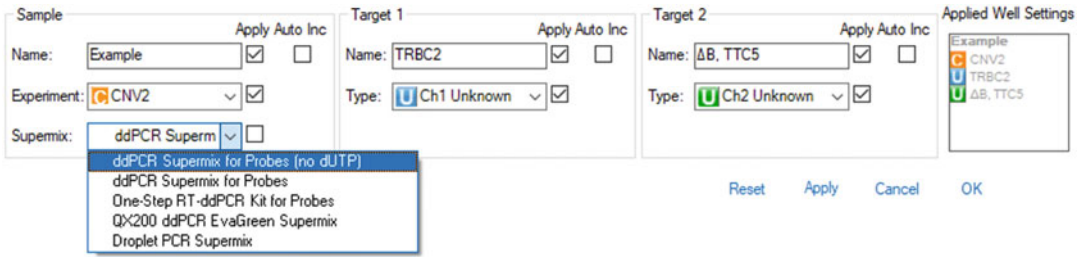 Sample
Apply Auto Inc
Name: Example
Experiment: C CNV2
Supermix: ddPCR Superm
ddPCR Supermix for Probes (no dUTP)
ddPCR Supermix for Probes
One-Step RT-ddPCR Kit for Probes
QX200 ddPCR EvaGreen Supermix
Droplet PCR Supermix
Target 1
Apply Auto Inc
Name: TRBC2
Type: U Ch1 Unknown
Target 2
Apply Auto Inc
Name: ΔB, TTC5
Type: U Ch2 Unknown
Applied Well Settings
Example
C CNV2
U TRBC2
U ΔB, TTC5
Reset Apply Cancel OK